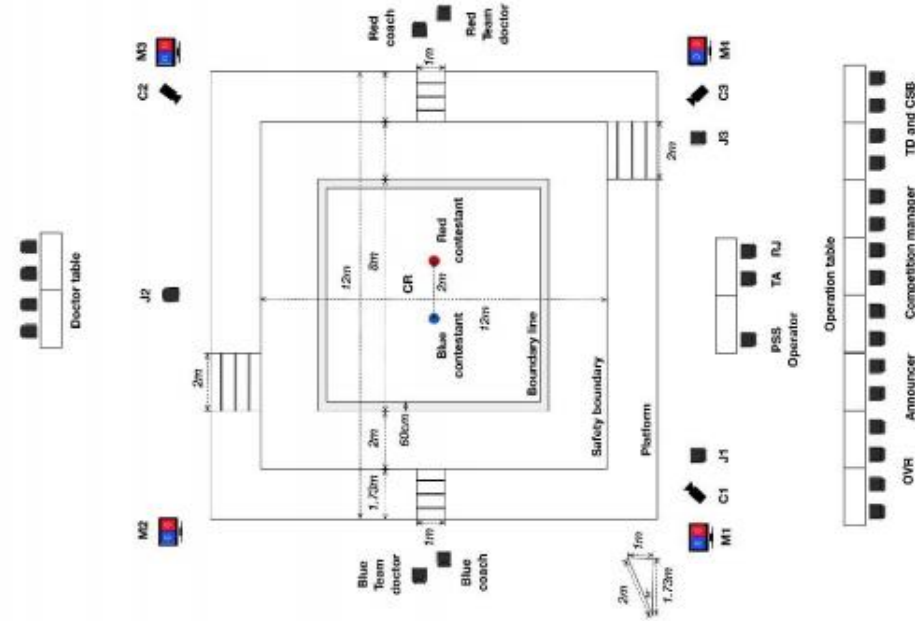 Doctor table
M2
J2
C2
M3
2m
12m
1.73m
2m
8m
60cm
1m
1m
Blue
Team
doctor
Blue
coach
Red
coach
Red
Team
doctor
CR
2m
Blue
contestant
Red
contestant
12m
Boundary line
Safety boundary
Platform
2m
2m
1m
1.73m
M1
C1
J1
J3
C3
M4
PSS
Operator
TA
RJ
Operation table
OVR
Announcer
Competition manager
TD and CSB